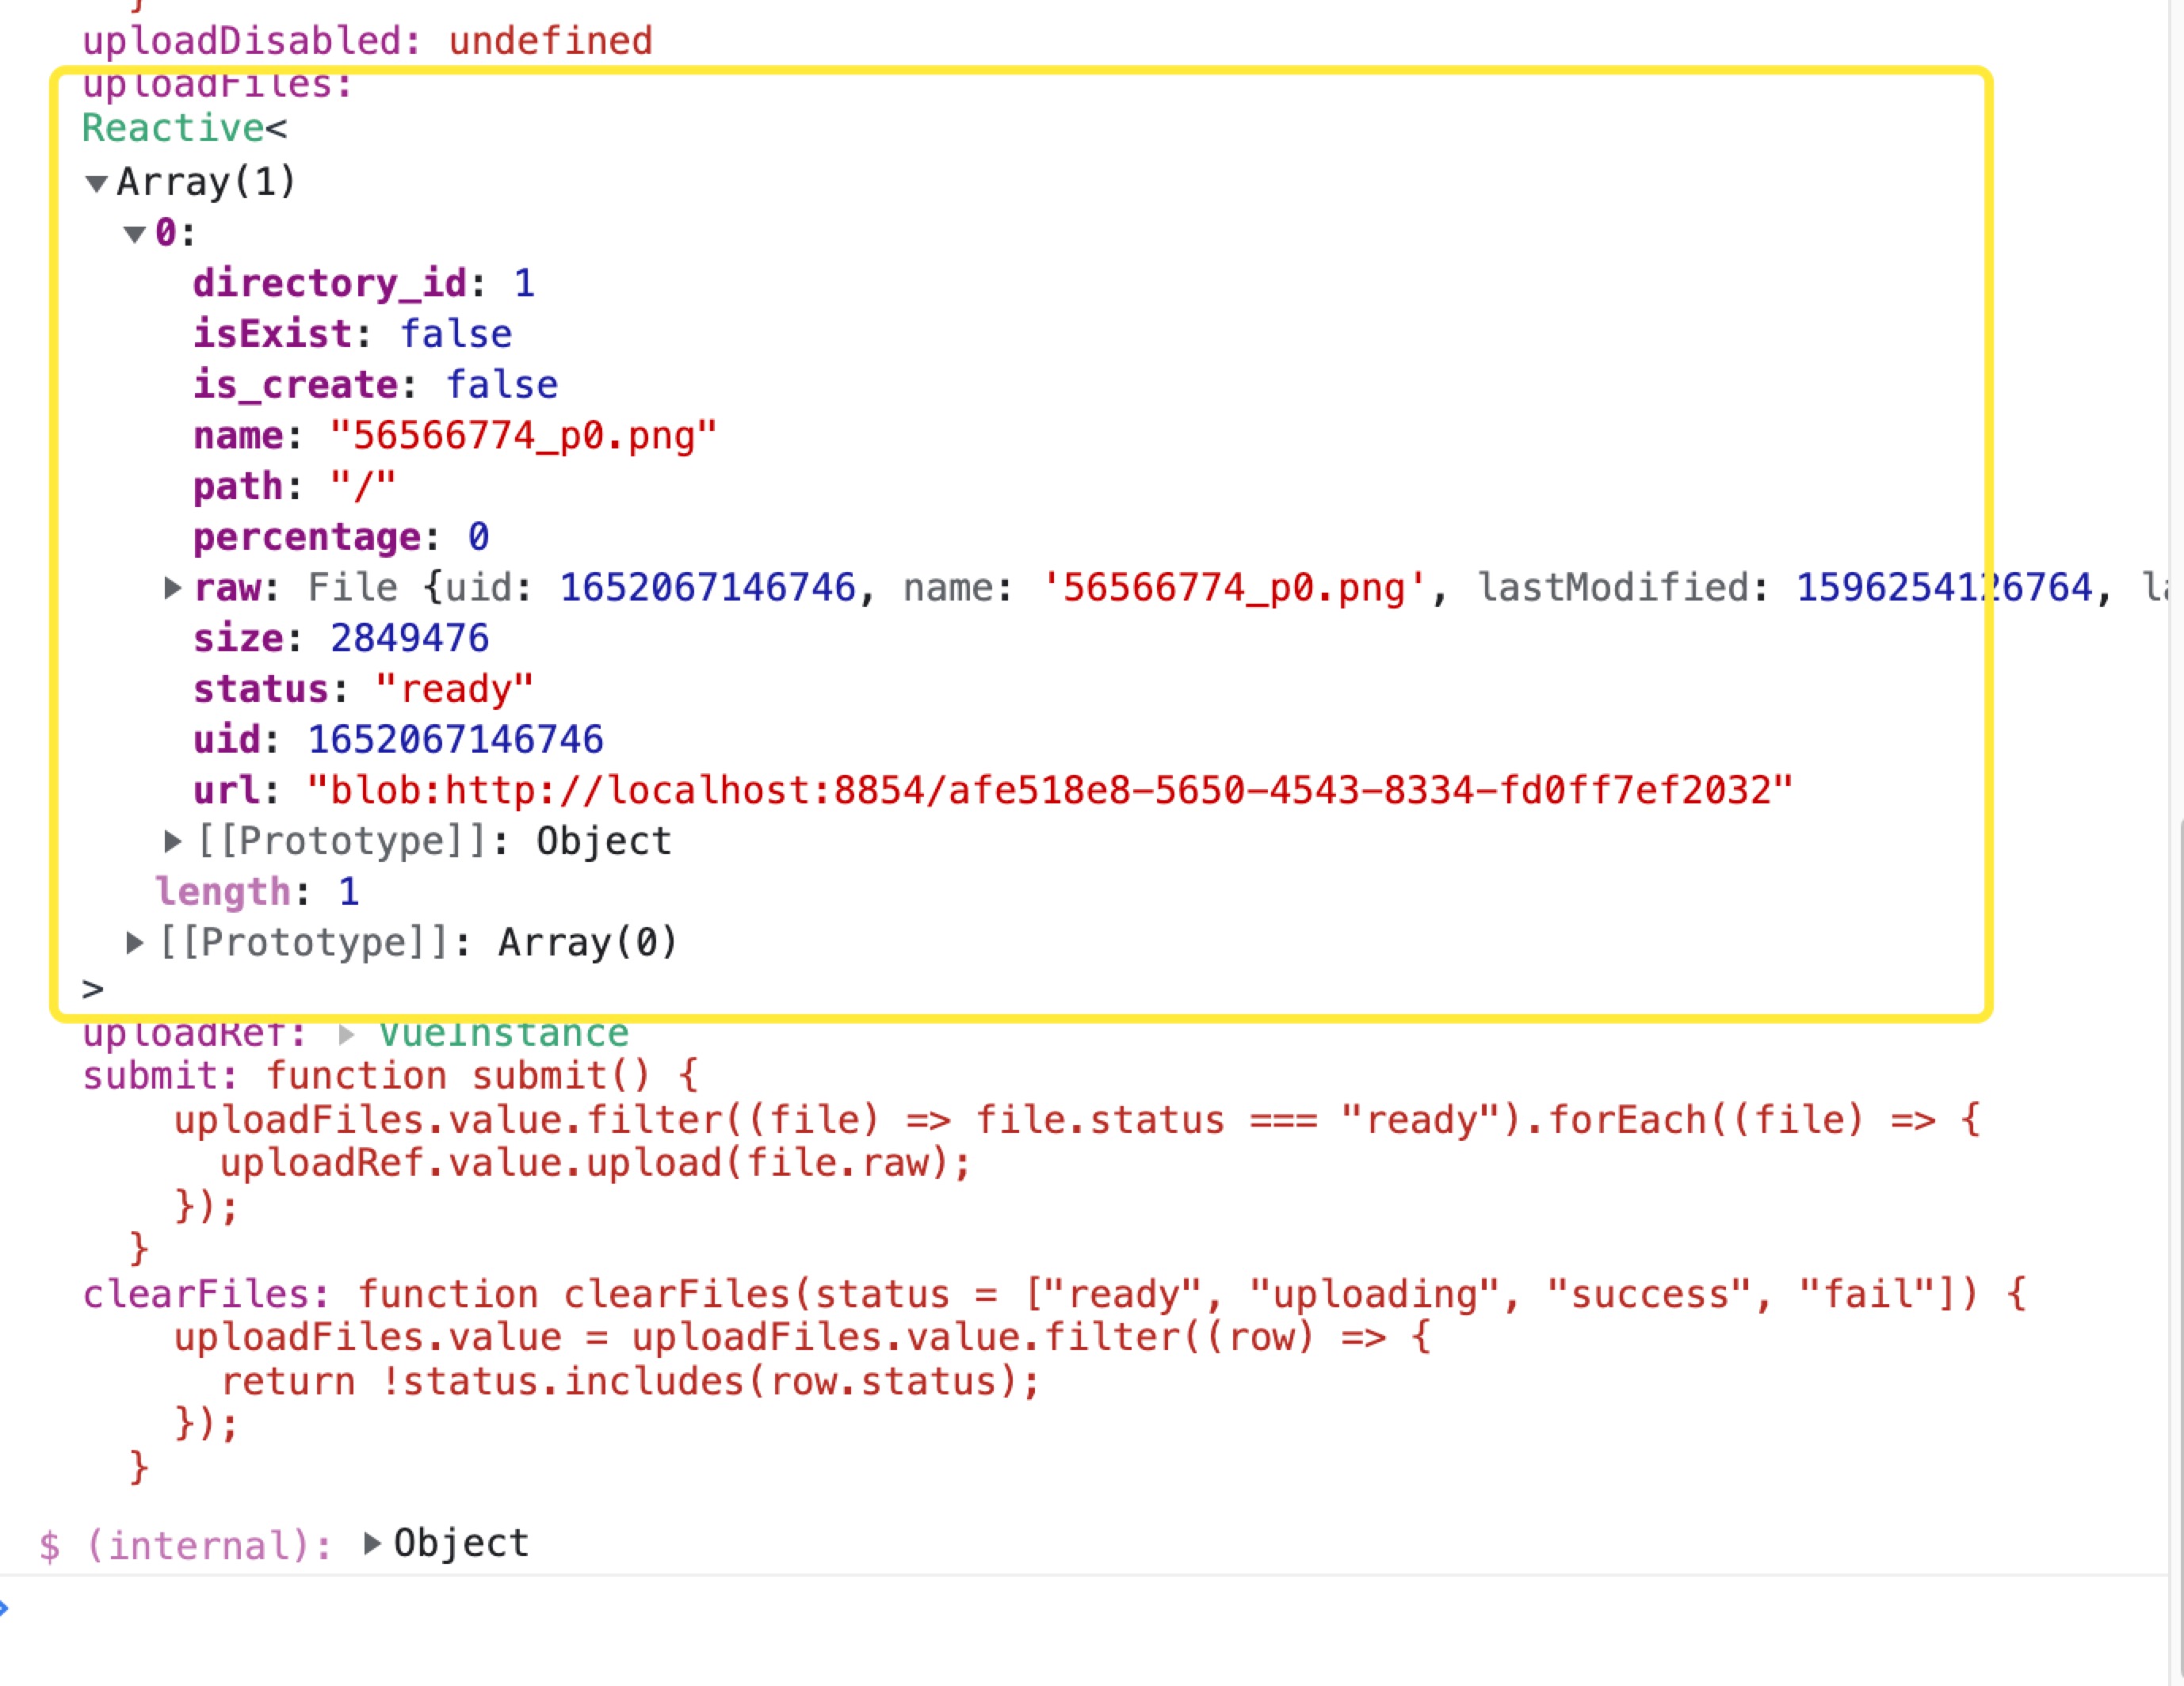 }
uploadDisabled: undefined
uploadFiles:
Reactive<
▼Array(1)
▼0:
directory_id: 1
isExist: false
is_create: false
name: "56566774_p0.png"
path: "/"
percentage: 0
▶raw: File {uid: 1652067146746, name: '56566774_p0.png', lastModified: 1596254126764,
size: 2849476
status: "ready"
uid: 1652067146746
url: "blob:http://localhost:8854/afe518e8-5650-4543-8334-fd0ff7ef2032"
▶[[Prototype]]: Object
length: 1
▶[[Prototype]]: Array(0)
>
uploadRef: ▶ VueInstance
submit: function submit() {
uploadFiles.value.filter((file) => file.status === "ready").forEach((file) => {
uploadRef.value.upload(file.raw);
});
}
clearFiles: function clearFiles(status = ["ready", "uploading", "success", "fail"]) {
uploadFiles.value = uploadFiles.value.filter((row) => {
return !status.includes(row.status);
});
}
$ (internal): ▶Object